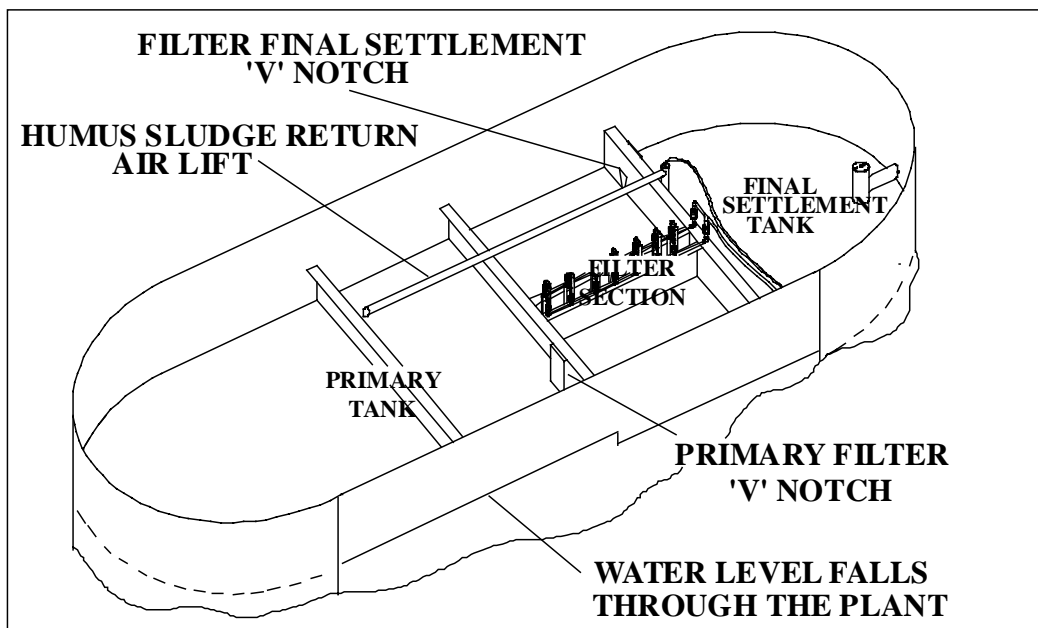 FILTER FINAL SETTLEMENT
'V' NOTCH
HUMUS SLUDGE RETURN
AIR LIFT
FINAL
SETTLEMENT
TANK
FILTER
SECTION
PRIMARY
TANK
PRIMARY FILTER
'V' NOTCH
WATER LEVEL FALLS
THROUGH THE PLANT